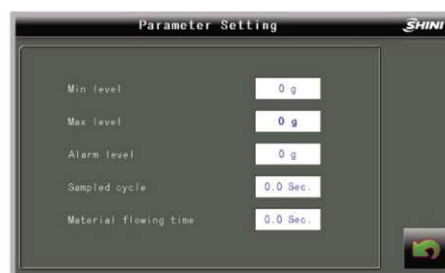 Parameter Setting SHINI
Min level 0 g
Max level 0 g
Alarm level 0 g
Sampled cycle 0.0 Sec.
Material flowing time 0.0 Sec.